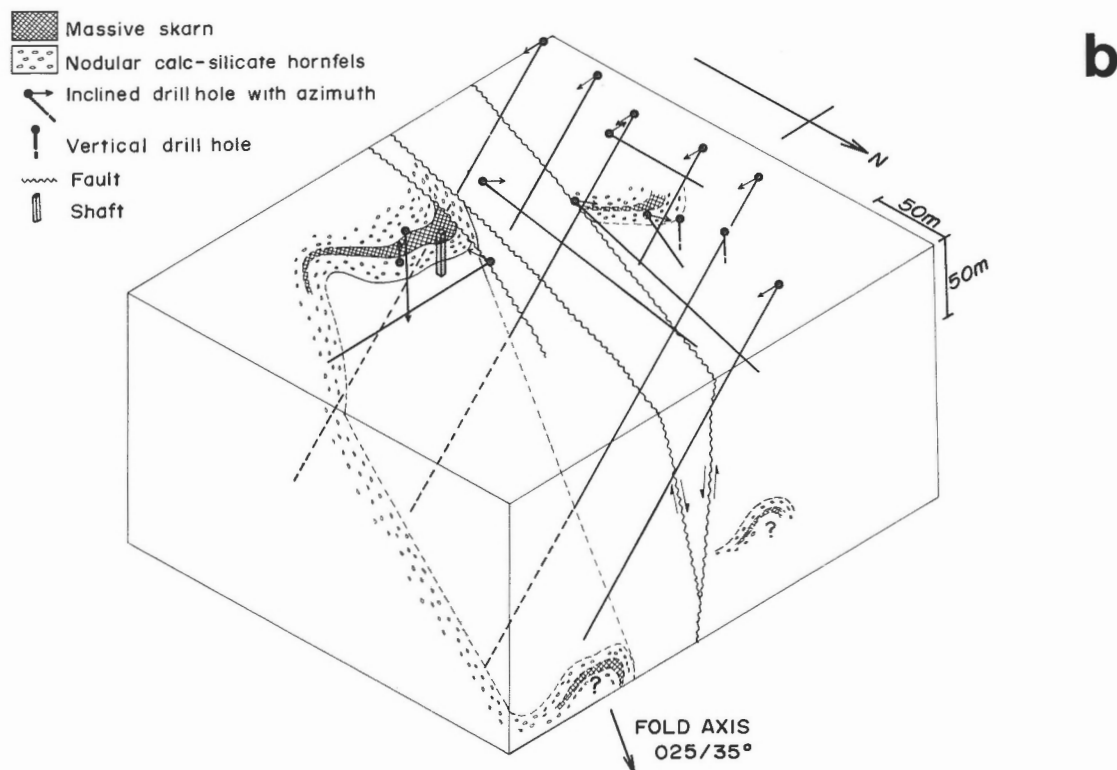 b
Massive skarn
Nodular calc-silicate hornfels
Inclined drill hole with azimuth
Vertical drill hole
Fault
Shaft
N
50m
50m
?
?
FOLD AXIS
025/35°